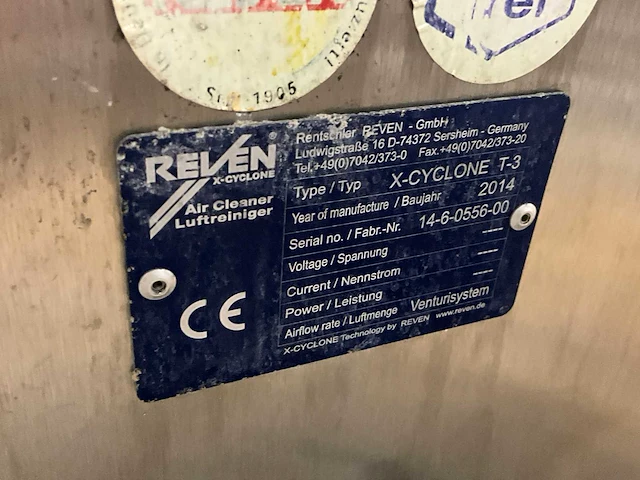 Seit 1905
REVEN®
X-CYCLONE
Air Cleaner
Luftreiniger
CE
Rentschler REVEN - GmbH
Ludwigstraße 16 D-74372 Sersheim - Germany
Tel.+49(0)7042/373-0 Fax.+49(0)7042/373-20
Type / Typ X-CYCLONE T-3
Year of manufacture / Baujahr 2014
Serial no. / Fabr.-Nr. 14-6-0556-00
Voltage / Spannung ----
Current / Nennstrom ----
Power / Leistung ----
Airflow rate / Luftmenge Venturisystem
X-CYCLONE Technology by REVEN www.reven.de